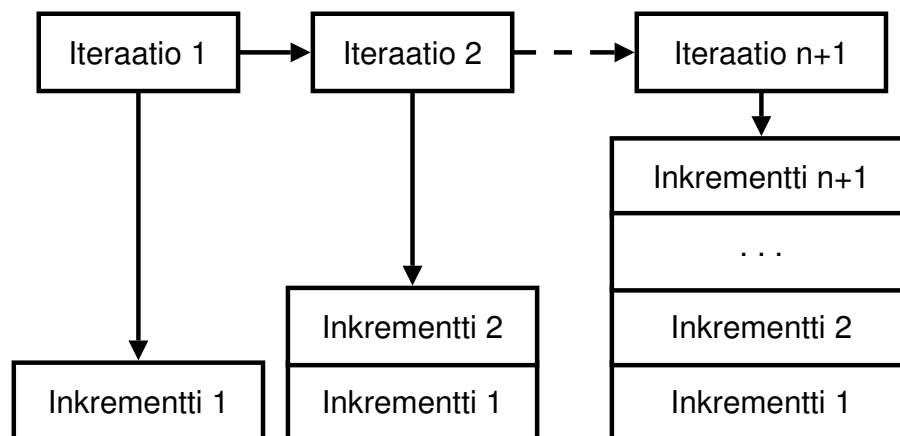 Iteraatio 1
Iteraatio 2
Iteraatio n+1
Inkrementti n+1
. . .
Inkrementti 2
Inkrementti 2
Inkrementti 1
Inkrementti 1
Inkrementti 1